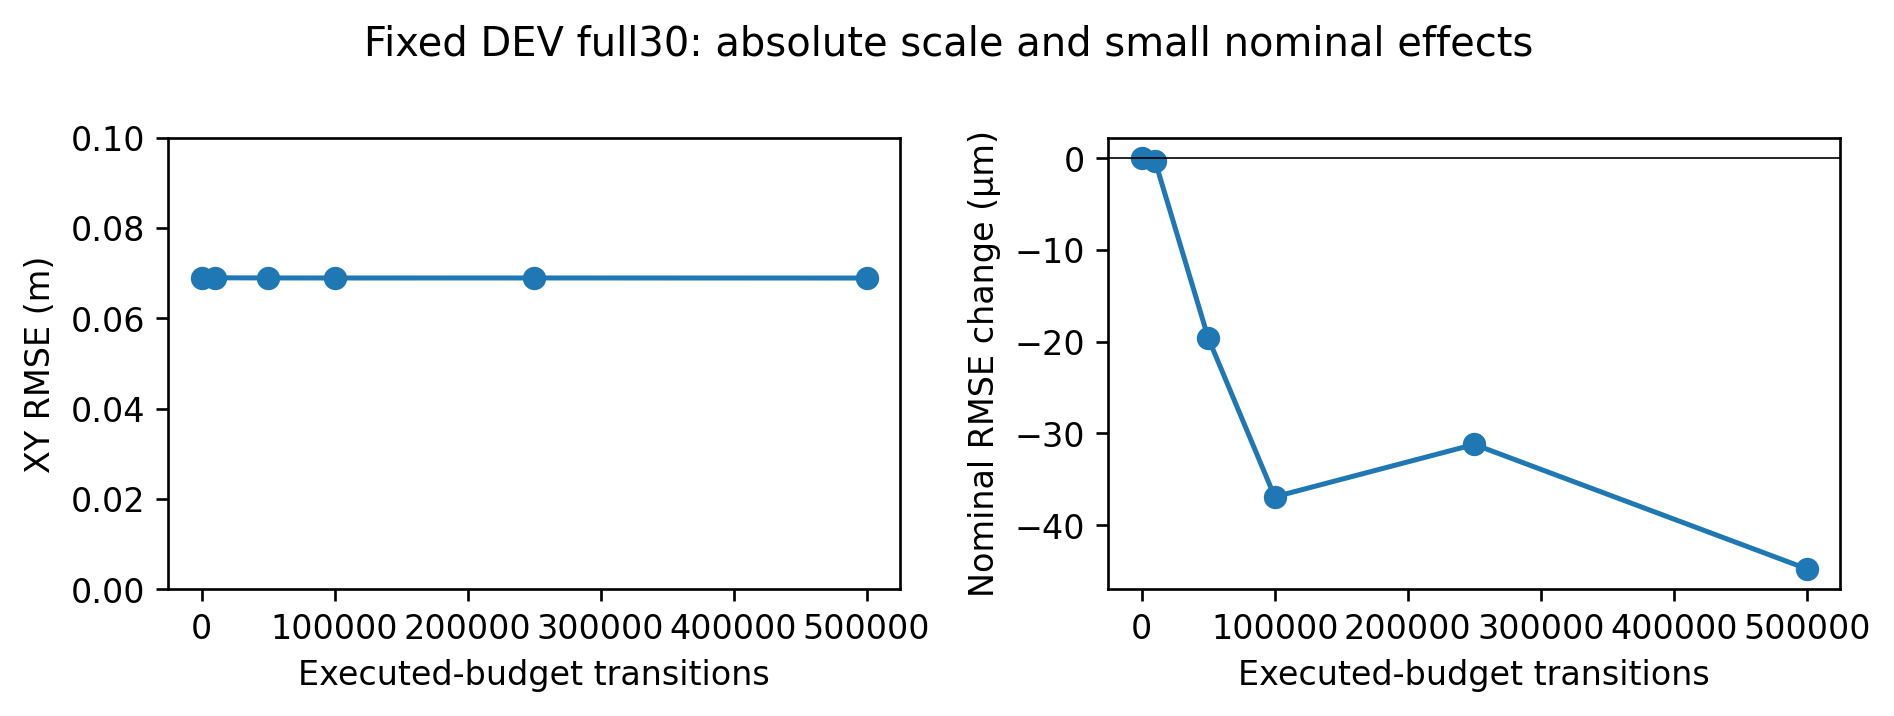 Fixed DEV full30: absolute scale and small nominal effects
XY RMSE (m)
0.10
0.08
0.06
0.04
0.02
0.00
0 100000 200000 300000 400000 500000
Executed-budget transitions
Nominal RMSE change (μm)
0
−10
−20
−30
−40
0 100000 200000 300000 400000 500000
Executed-budget transitions